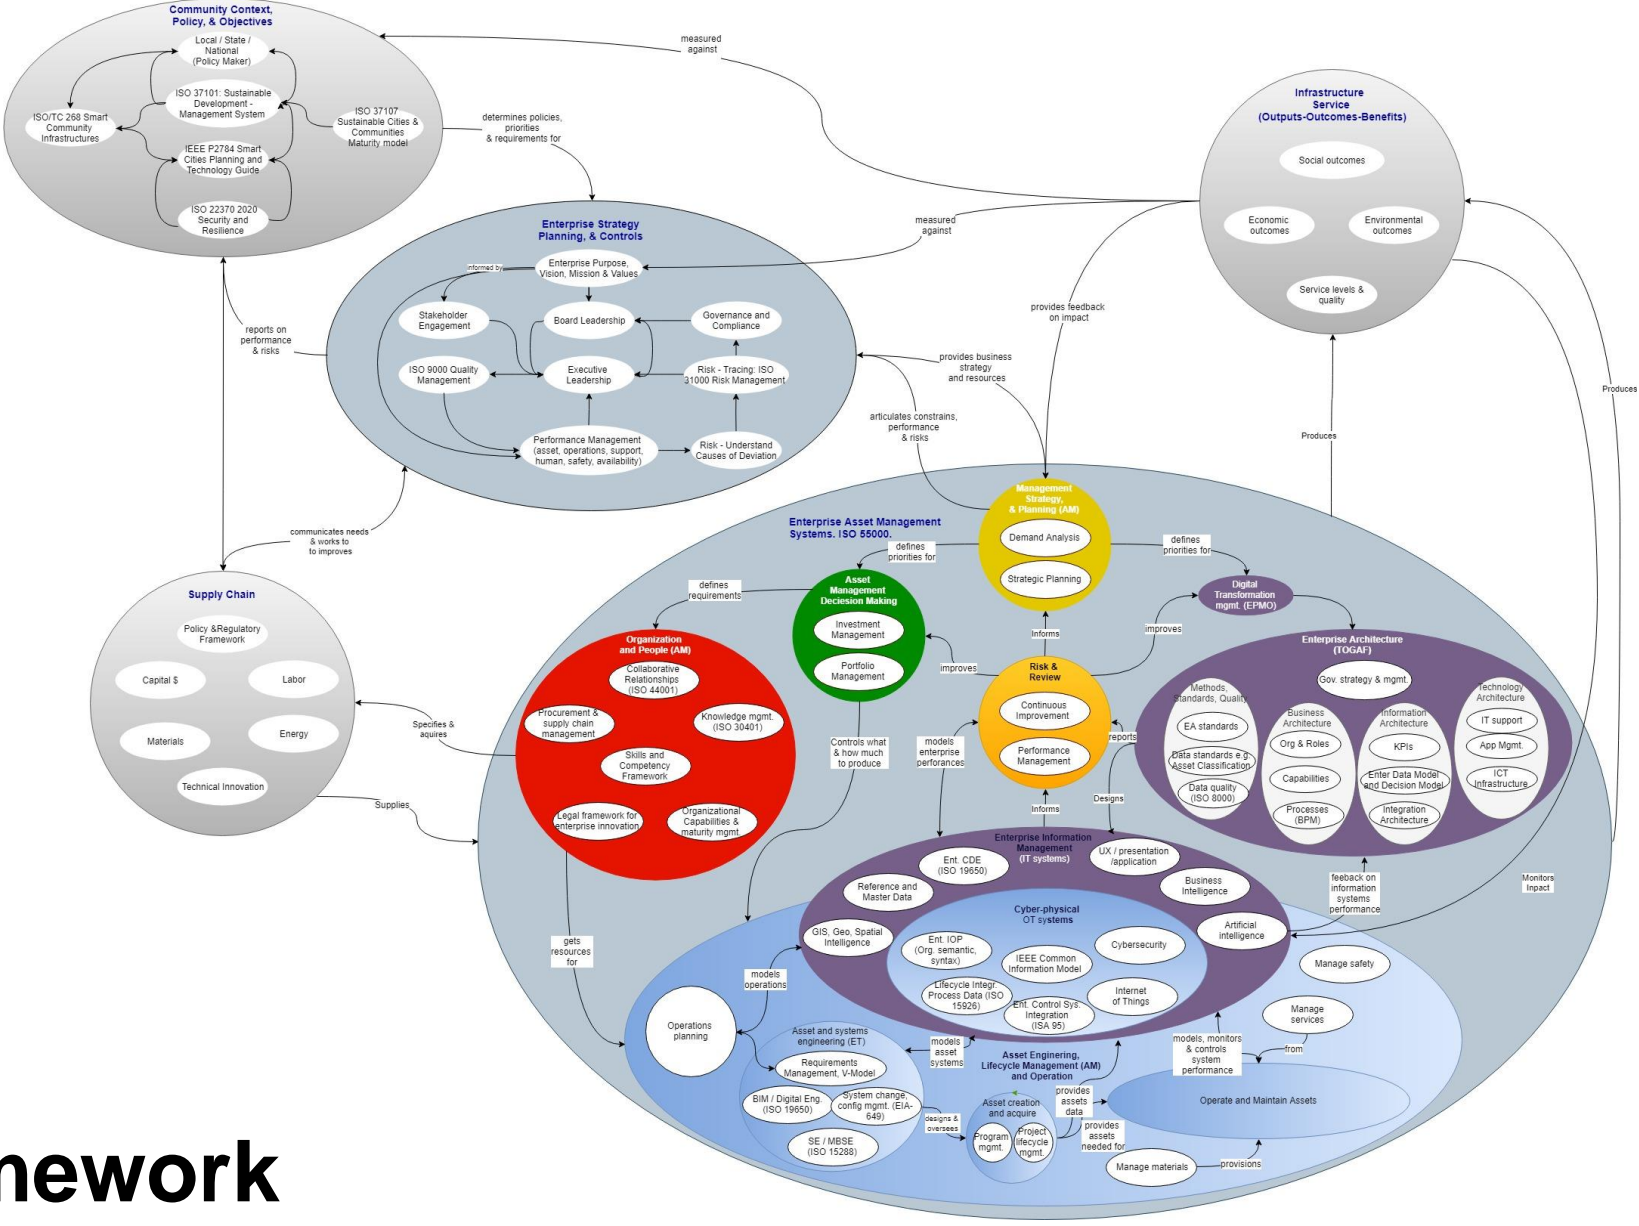 Community Context,
Policy, & Objectives
Local / State /
National
(Policy Maker)
ISO 37101: Sustainable
Development -
Management System
ISO/TC 268 Smart
Community
Infrastructures
ISO 37107
Sustainable Cities &
Communities
Maturity model
IEEE P2784 Smart
Cities Planning and
Technology Guide
ISO 22370 2020
Security and
Resilience
measured
against
determines policies,
priorities
& requirements for
Infrastructure
Service
(Outputs-Outcomes-Benefits)
Social outcomes
Economic
outcomes
Environmental
outcomes
Service levels &
quality
Enterprise Strategy
Planning, & Controls
informed by
Enterprise Purpose,
Vision, Mission & Values
Stakeholder
Engagement
Board Leadership
Governance and
Compliance
ISO 9000 Quality
Management
Executive
Leadership
Risk - Tracing: ISO
31000 Risk Management
Performance Management
(asset, operations, support,
human, safety, availability)
Risk - Understand
Causes of Deviation
measured
against
provides feedback
on impact
reports on
performance
& risks
provides business
strategy
and resources
articulates constrains,
performance
& risks
Produces
Produces
communicates needs
& works to
to improves
Supply Chain
Policy &Regulatory
Framework
Capital $
Labor
Materials
Energy
Technical Innovation
Specifies &
aquires
Supplies
Enterprise Asset Management
Systems. ISO 55000.
Management
Strategy,
& Planning (AM)
Demand Analysis
Strategic Planning
defines
priorities for
defines
priorities for
defines
requirements
Asset
Management
Deciesion Making
Investment
Management
Portfolio
Management
Digital
Transformation
mgmt. (EPMO)
Informs
improves
improves
Organization
and People (AM)
Collaborative
Relationships
(ISO 44001)
Procurement &
supply chain
management
Knowledge mgmt.
(ISO 30401)
Skills and
Competency
Framework
Legal framework for
enterprise innovation
Organizational
Capabilities &
maturity mgmt.
Risk &
Review
Continuous
Improvement
Performance
Management
Enterprise Architecture
(TOGAF)
Gov. strategy & mgmt.
Methods,
Standards, Quality
EA standards
Data standards e.g.
Asset Classification
Data quality
(ISO 8000)
Business
Architecture
Org & Roles
Capabilities
Processes
(BPM)
Information
Architecture
KPIs
Enter Data Model
and Decision Model
Integration
Architecture
Technology
Architecture
IT support
App Mgmt.
ICT
Infrastructure
Controls what
& how much
to produce
models
enterprise
perforances
reports
Designs
Informs
Enterprise Information
Management
(IT systems)
Ent. CDE
(ISO 19650)
UX / presentation
/application
Reference and
Master Data
Business
Intelligence
GIS, Geo, Spatial
Intelligence
Artificial
intelligence
Cyber-physical
OT systems
Ent. IOP
(Org. semantic,
syntax)
IEEE Common
Information Model
Cybersecurity
Lifecycle Integr.
Process Data (ISO
15926)
Ent. Control Sys.
Integration
(ISA 95)
Internet
of Things
feeback on
information
systems
performance
Monitors
Inpact
gets
resources
for
models
operations
Operations
planning
Asset and systems
engineering (ET)
Requirements
Management, V-Model
BIM / Digital Eng.
(ISO 19650)
System change,
config mgmt. (EIA-
649)
SE / MBSE
(ISO 15288)
models
asset
systems
Asset Enginering,
Lifecycle Management (AM)
and Operation
designs &
oversees
Asset creation
and acquire
Program
mgmt.
Project
lifecycle
mgmt.
provides
assets
data
provides
assets
needed for
models, monitors
& controls
system
performance
Manage safety
Manage
services
from
Operate and Maintain Assets
Manage materials
provisions
mework